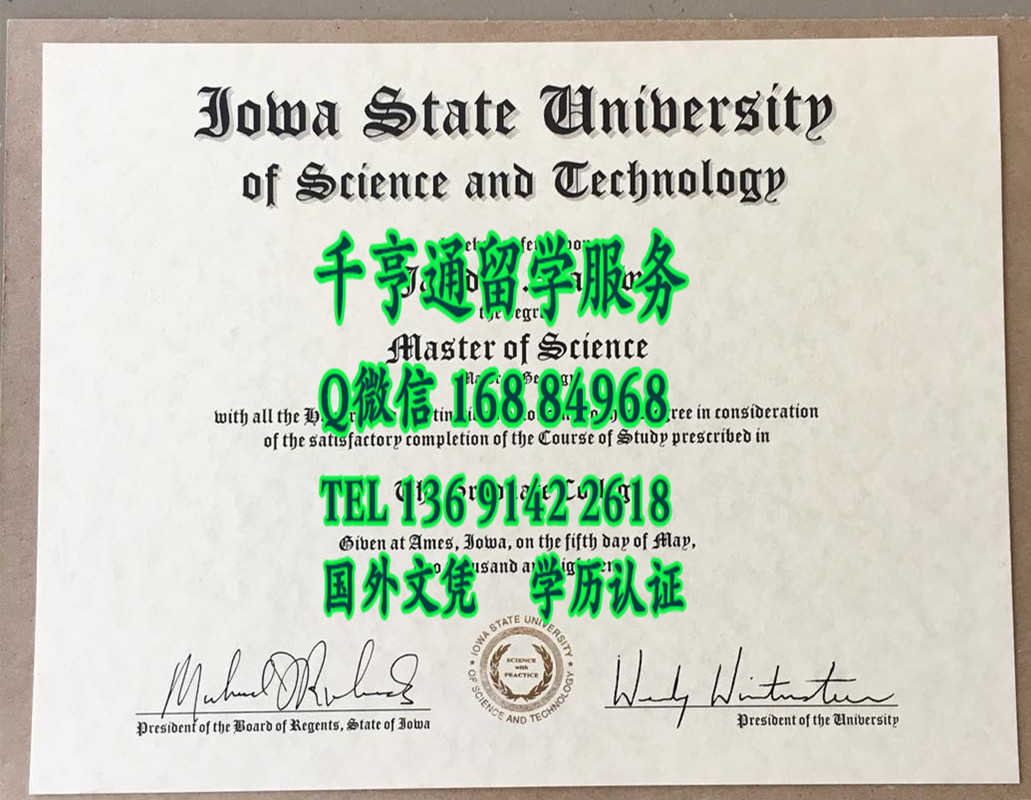 Iowa State University
of Science and Technology
千亨通留学服务
Master of Science
Q微信 168 84968
with all the
in consideration
of the satisfactory completion of the Course of Study prescribed in
TEL 136 9142 2618
Given at Ames, Iowa, on the fifth day of May,
国外文凭 学历认证
IOWA STATE UNIVERSITY
OF SCIENCE AND TECHNOLOGY
SCIENCE
with
PRACTICE
President of the Board of Regents, State of Iowa
President of the University